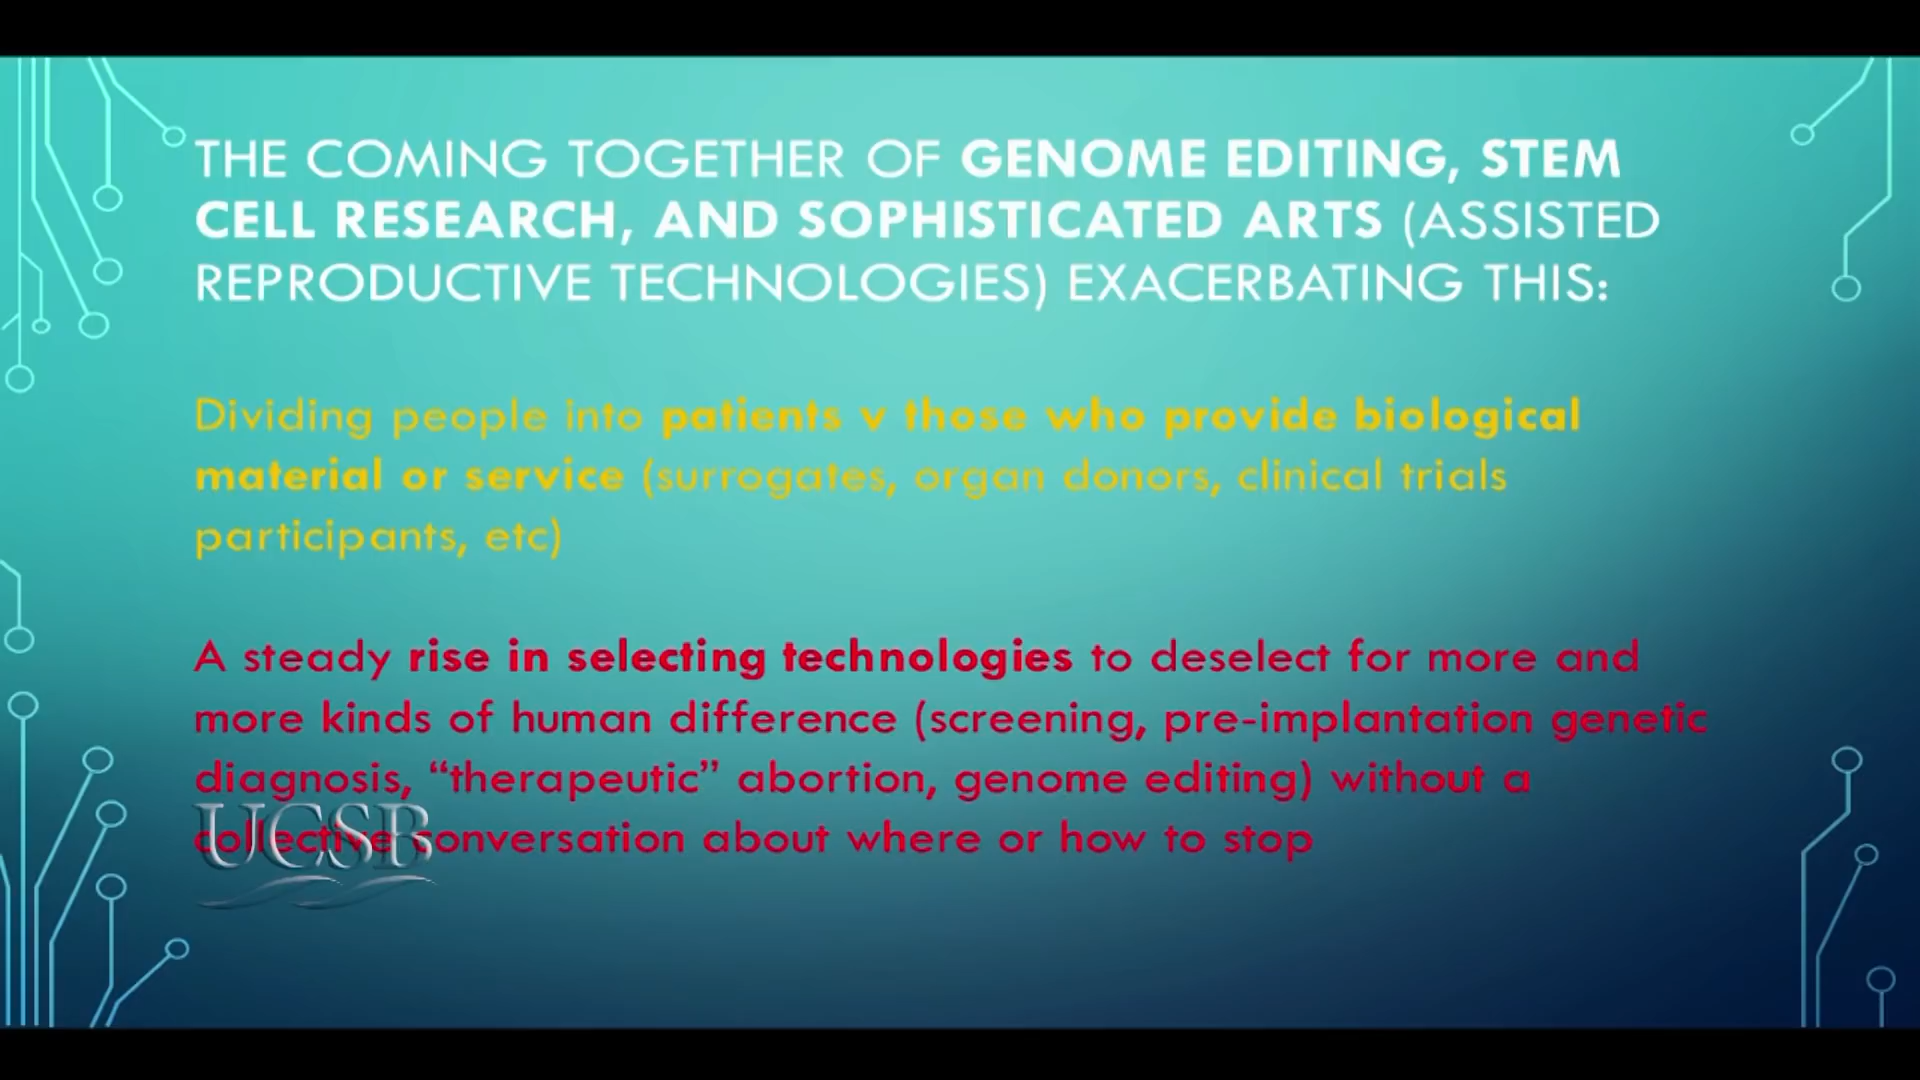 THE COMING TOGETHER OF GENOME EDITING, STEM
CELL RESEARCH, AND SOPHISTICATED ARTS (ASSISTED
REPRODUCTIVE TECHNOLOGIES) EXACERBATING THIS:
Dividing people into patients v those who provide biological
material or service (surrogates, organ donors, clinical trials
participants, etc)
A steady rise in selecting technologies to deselect for more and
more kinds of human difference (screening, pre-implantation genetic
diagnosis, “therapeutic” abortion, genome editing) without a
collective conversation about where or how to stop
UCSB